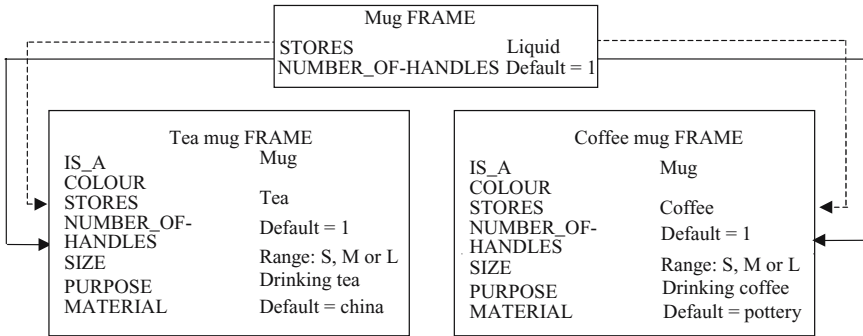 Mug FRAME
STORES Liquid
NUMBER_OF-HANDLES Default = 1
Tea mug FRAME
IS_A Mug
COLOUR
STORES Tea
NUMBER_OF-
HANDLES Default = 1
SIZE Range: S, M or L
PURPOSE Drinking tea
MATERIAL Default = china
Coffee mug FRAME
IS_A Mug
COLOUR
STORES Coffee
NUMBER_OF-
HANDLES Default = 1
SIZE Range: S, M or L
PURPOSE Drinking coffee
MATERIAL Default = pottery